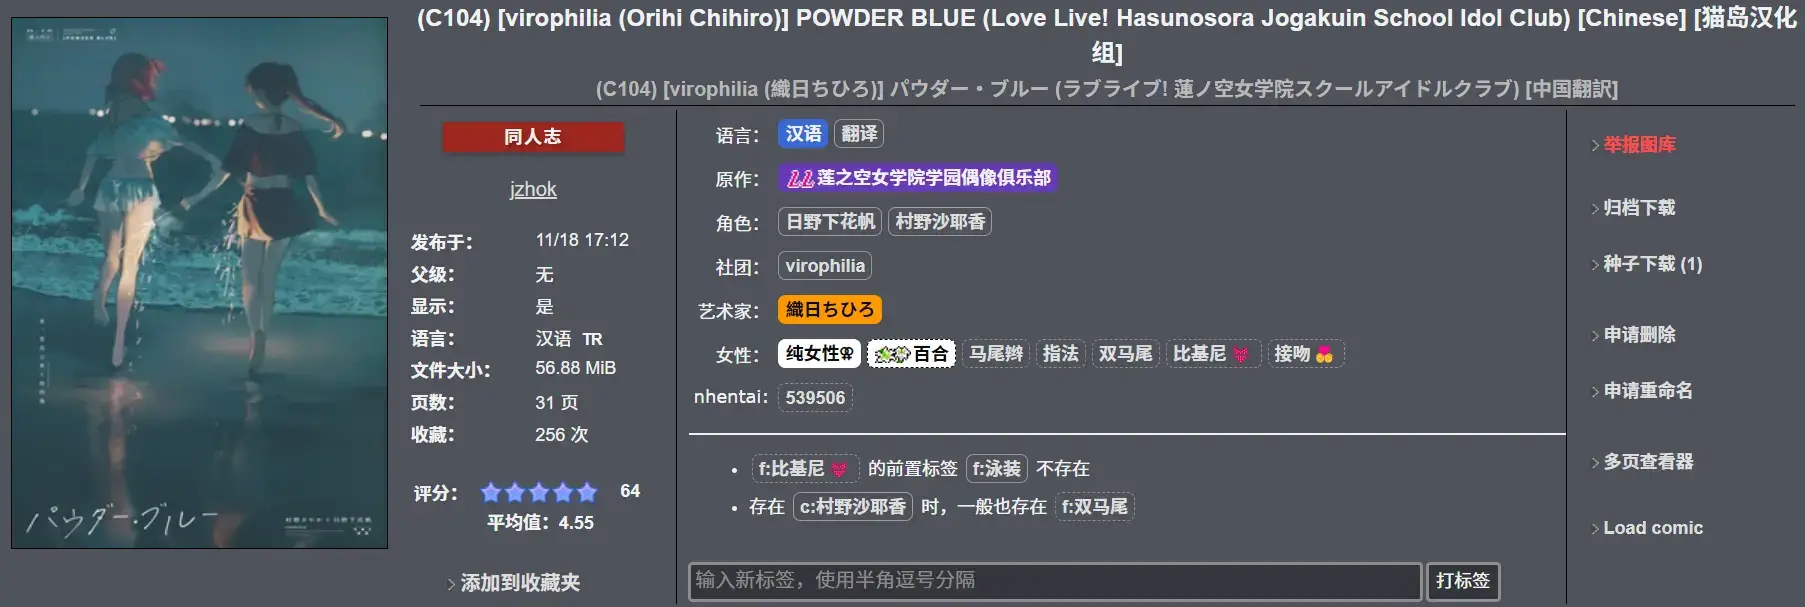 (C104) [virophilia (Orihi Chihiro)] POWDER BLUE (Love Live! Hasunosora Jogakuin School Idol Club) [Chinese] [猫岛汉化
组]
(C104) [virophilia (織日ちひろ)] パウダー・ブルー (ラブライブ! 蓮ノ空女学院スクールアイドルクラブ) [中国翻訳]
パウダー・ブルー
同人志
jzhok
发布于: 11/18 17:12
父级: 无
显示: 是
语言: 汉语 TR
文件大小: 56.88 MiB
页数: 31 页
收藏: 256 次
评分: 64
平均值: 4.55
添加到收藏夹
语言: 汉语 翻译
原作: LL 莲之空女学院学园偶像俱乐部
角色: 日野下花帆 村野沙耶香
社团: virophilia
艺术家: 織日ちひろ
女性: 纯女性 百合 马尾辫 指法 双马尾 比基尼 接吻
nhentai: 539506
• f:比基尼 的前置标签 f:泳装 不存在
• 存在 c:村野沙耶香 时，一般也存在 f:双马尾
输入新标签，使用半角逗号分隔 打标签
举报图库
归档下载
种子下载 (1)
申请删除
申请重命名
多页查看器
Load comic